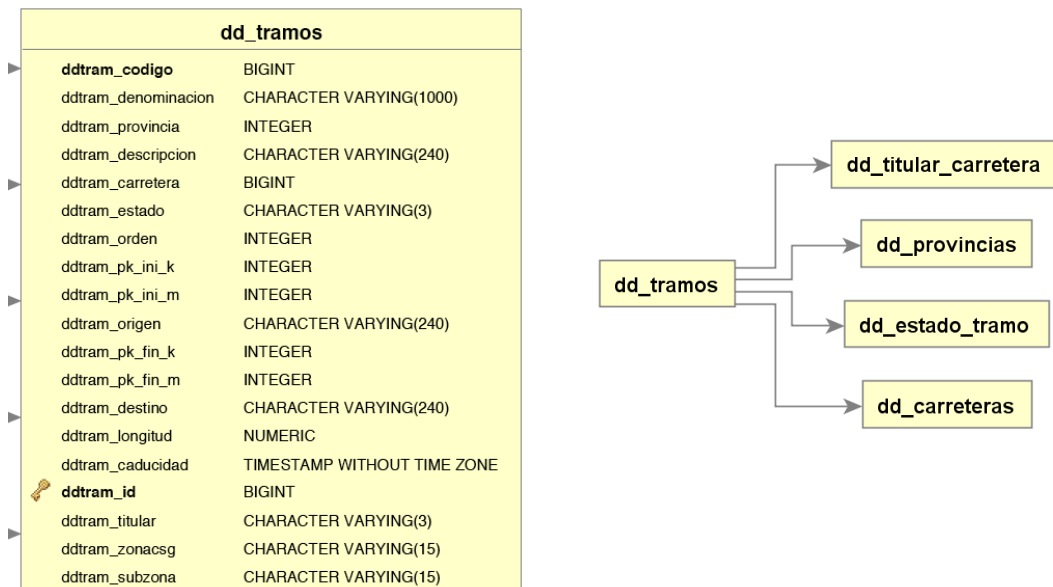 dd_tramos
ddtram_codigo BIGINT
ddtram_denominacion CHARACTER VARYING(1000)
ddtram_provincia INTEGER
ddtram_descripcion CHARACTER VARYING(240)
ddtram_carretera BIGINT
ddtram_estado CHARACTER VARYING(3)
ddtram_orden INTEGER
ddtram_pk_ini_k INTEGER
ddtram_pk_ini_m INTEGER
ddtram_origen CHARACTER VARYING(240)
ddtram_pk_fin_k INTEGER
ddtram_pk_fin_m INTEGER
ddtram_destino CHARACTER VARYING(240)
ddtram_longitud NUMERIC
ddtram_caducidad TIMESTAMP WITHOUT TIME ZONE
ddtram_id BIGINT
ddtram_titular CHARACTER VARYING(3)
ddtram_zonacsg CHARACTER VARYING(15)
ddtram_subzona CHARACTER VARYING(15)
dd_tramos
dd_titular_carretera
dd_provincias
dd_estado_tramo
dd_carreteras